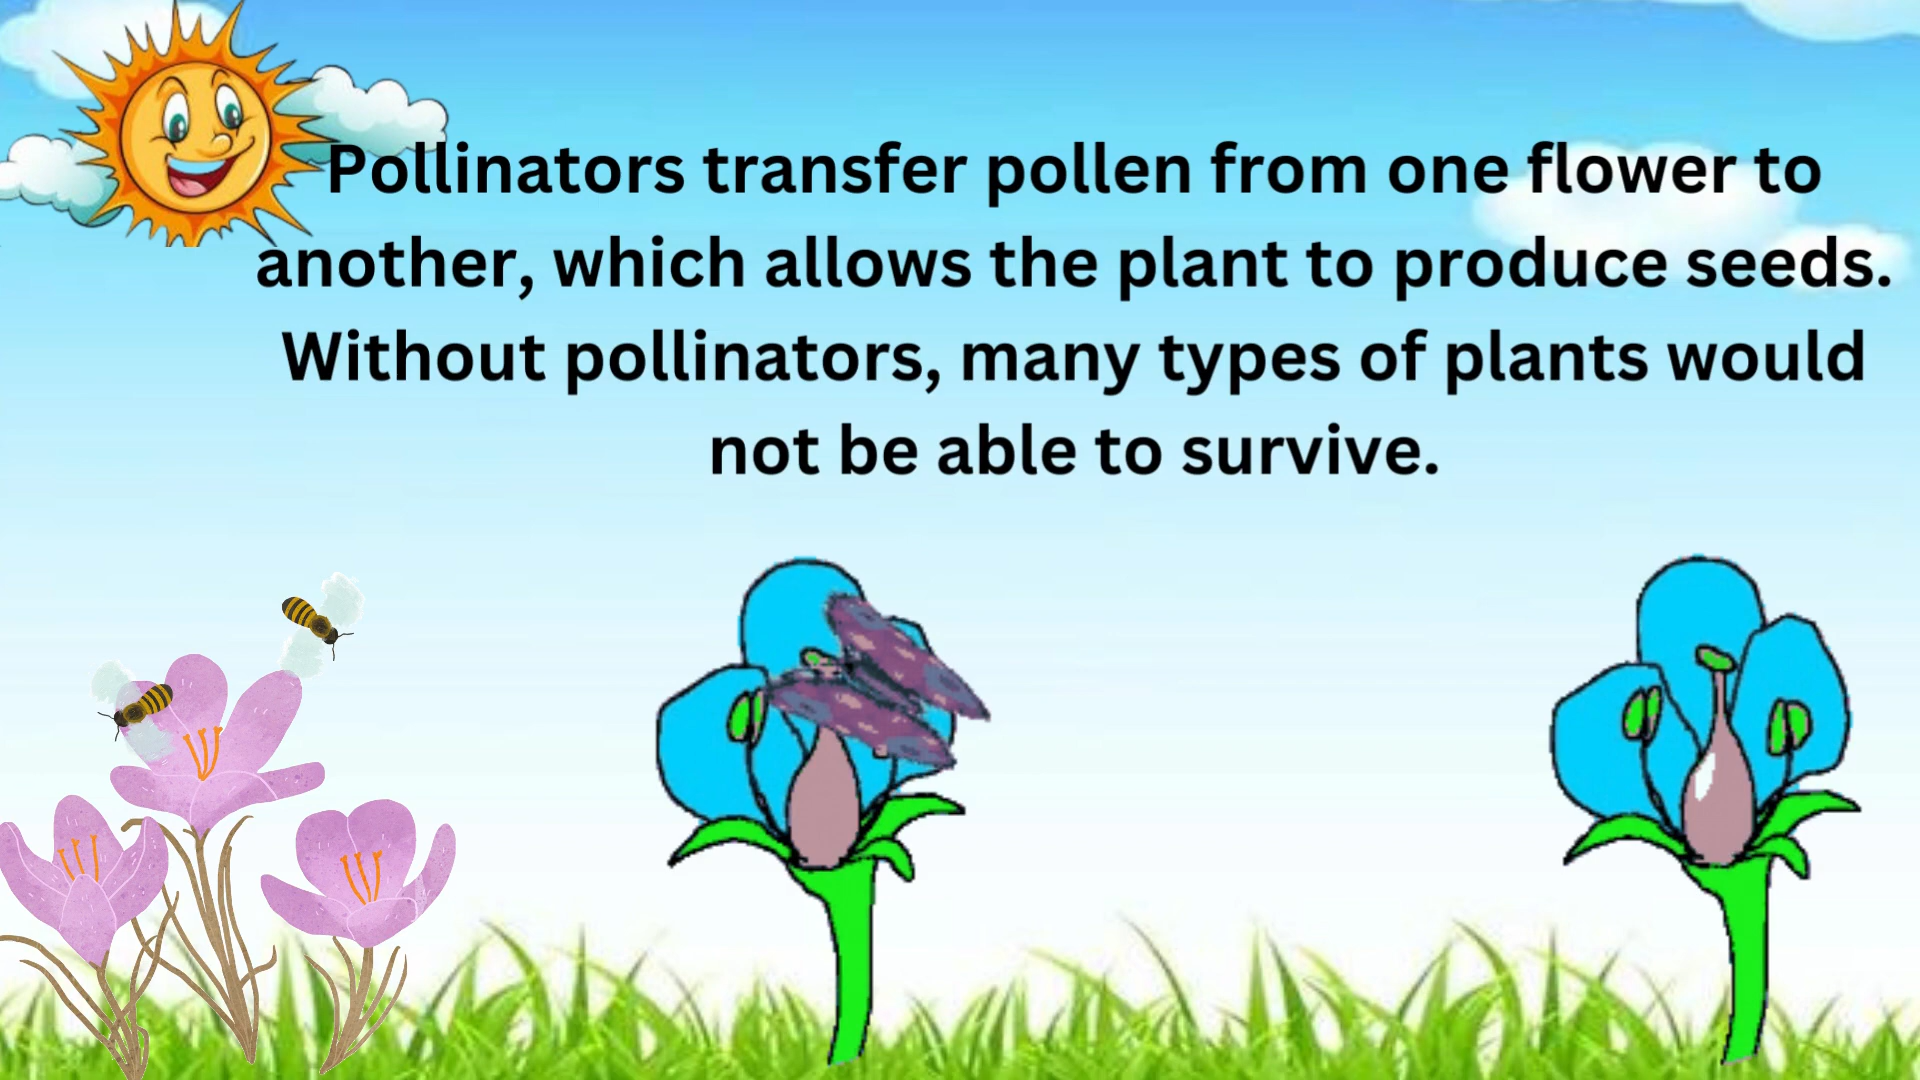 Pollinators transfer pollen from one flower to
another, which allows the plant to produce seeds.
Without pollinators, many types of plants would
not be able to survive.